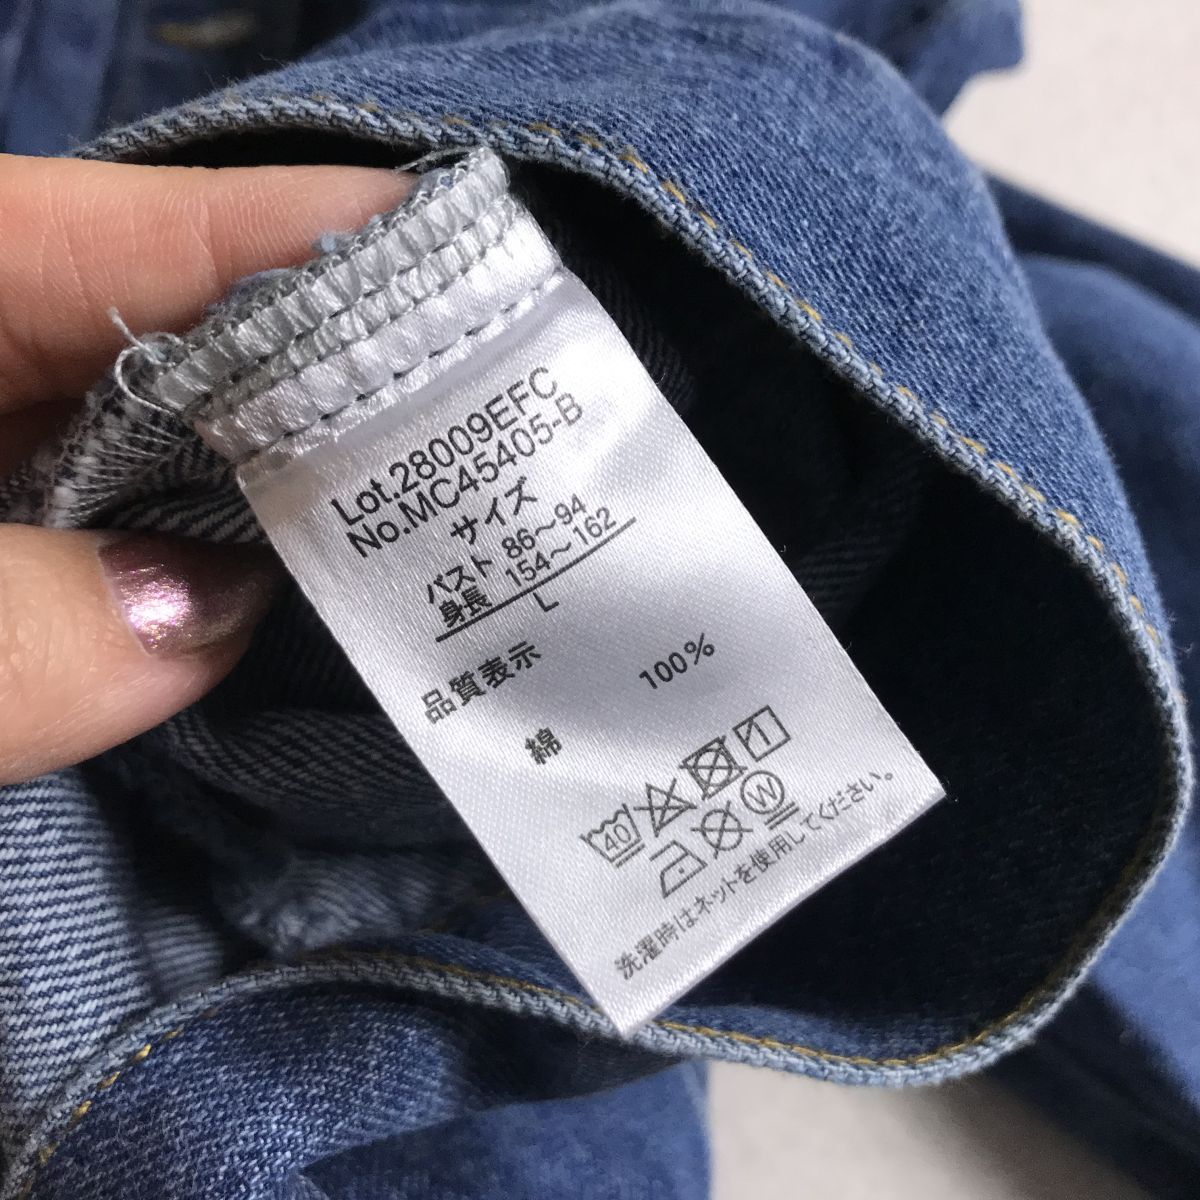 Lot.28009EFC
No.MC45405-B
サイズ
バスト 86～94
身長 154～162
L
品質表示
綿 100%
40
W
洗濯時はネットを使用してください。